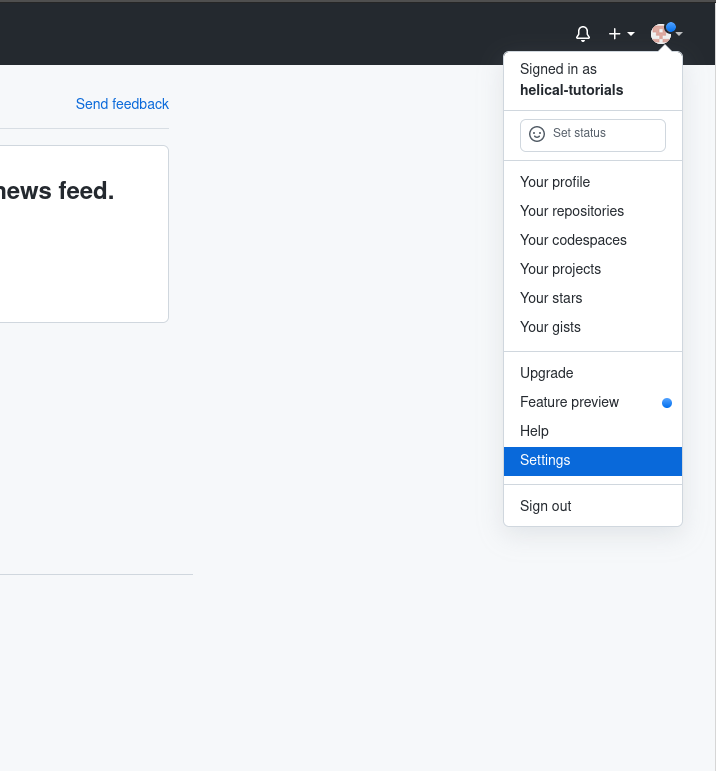 Signed in as
helical-tutorials
Send feedback
Set status
news feed.
Your profile
Your repositories
Your codespaces
Your projects
Your stars
Your gists
Upgrade
Feature preview
Help
Settings
Sign out